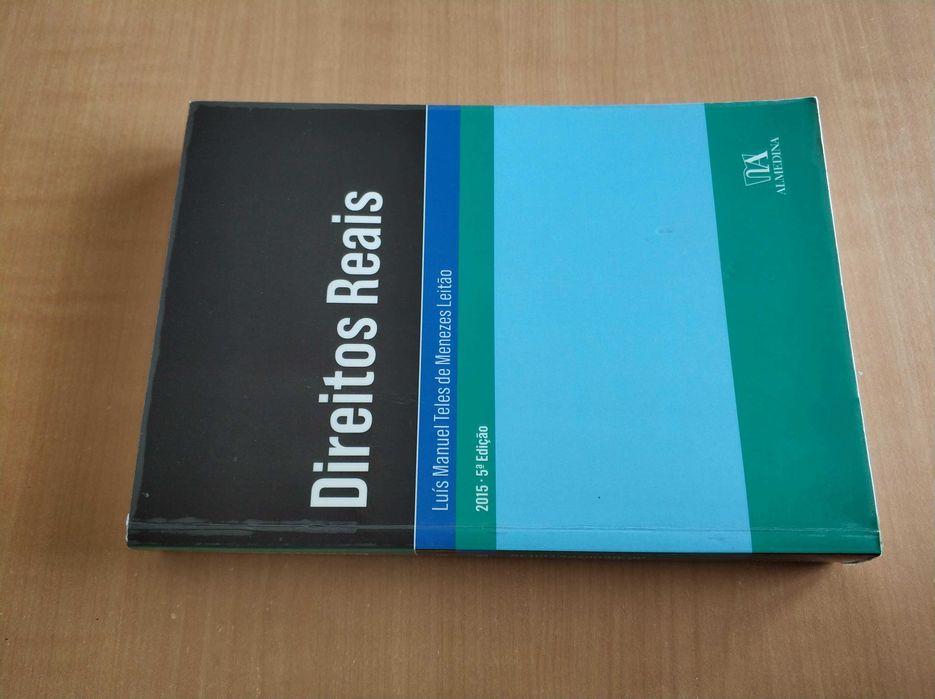 Direitos Reais
Luís Manuel Teles de Menezes Leitão
2015 · 5ª Edição
ALMEDINA